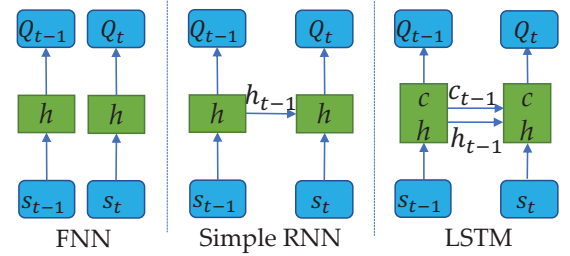 Q_{t-1} Q_t Q_{t-1} Q_t Q_{t-1} Q_t
h h h h_{t-1} h c h c_{t-1} h_{t-1} c h
s_{t-1} s_t s_{t-1} s_t s_{t-1} s_t
FNN Simple RNN LSTM